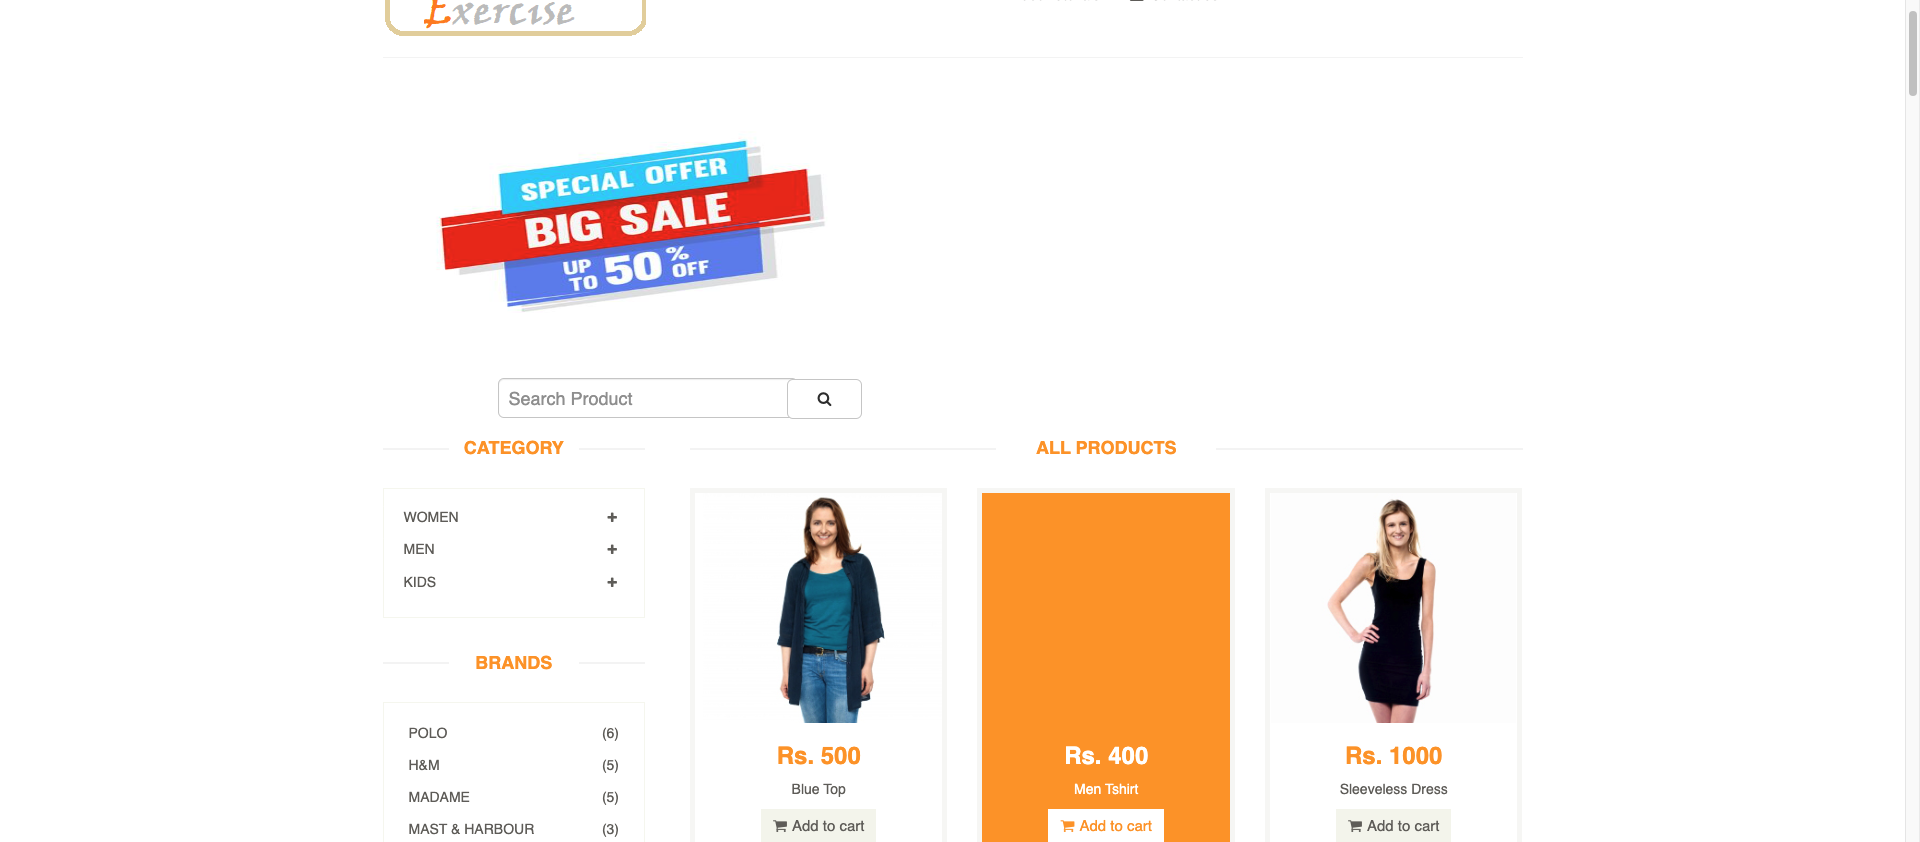 Exercise
SPECIAL OFFER
BIG SALE
UP TO 50% OFF
Search Product
CATEGORY
WOMEN
MEN
KIDS
BRANDS
POLO (6)
H&M (5)
MADAME (5)
MAST & HARBOUR (3)
ALL PRODUCTS
Rs. 500
Blue Top
Add to cart
Rs. 400
Men Tshirt
Add to cart
Rs. 1000
Sleeveless Dress
Add to cart